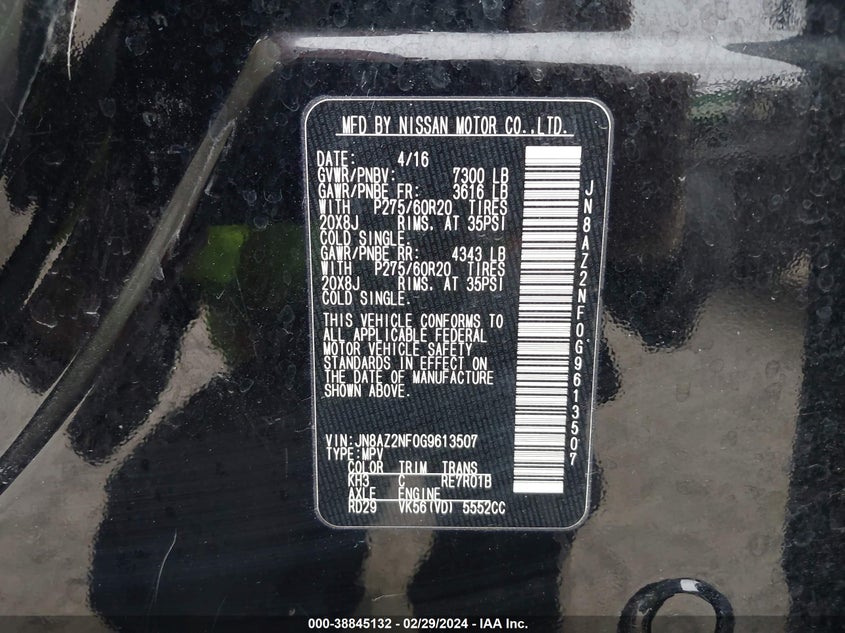 MFD BY NISSAN MOTOR CO.,LTD.
DATE: 4/16
GVWR/PNBV: 7300 LB
GAWR/PNBE FR: 3616 LB
WITH P275/60R20 TIRES
20X8J RIMS. AT 35PSI
COLD SINGLE.
GAWR/PNBE RR: 4343 LB
WITH P275/60R20 TIRES
20X8J RIMS. AT 35PSI
COLD SINGLE.
THIS VEHICLE CONFORMS TO
ALL APPLICABLE FEDERAL
MOTOR VEHICLE SAFETY
STANDARDS IN EFFECT ON
THE DATE OF MANUFACTURE
SHOWN ABOVE.
VIN:JN8AZ2NF0G9613507
TYPE:MPV
COLOR TRIM TRANS
KH3 C RE7R01B
AXLE ENGINE
RD29 VK56(VD) 5552CC
JN8AZ2NF0G9613507
000-38845132 - 02/29/2024 - IAA Inc.